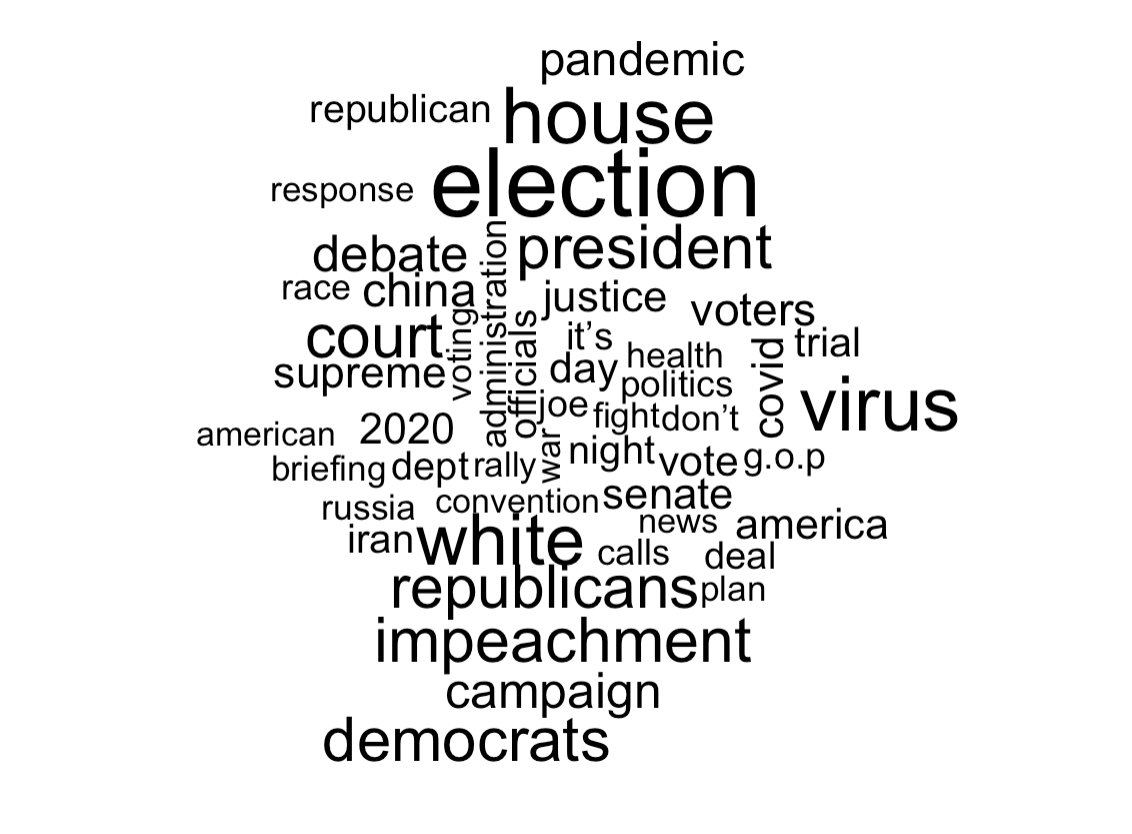 pandemic
republican
house
response
election
debate
administration
president
race
china
voting
officials
justice
voters
court
it’s
health
covid
trial
supreme
day
politics
virus
american
2020
joe
fight
don’t
briefing
dept
rally
war
night
vote
g.o.p
russia
convention
senate
iran
white
news
america
calls
deal
republicans
plan
impeachment
campaign
democrats